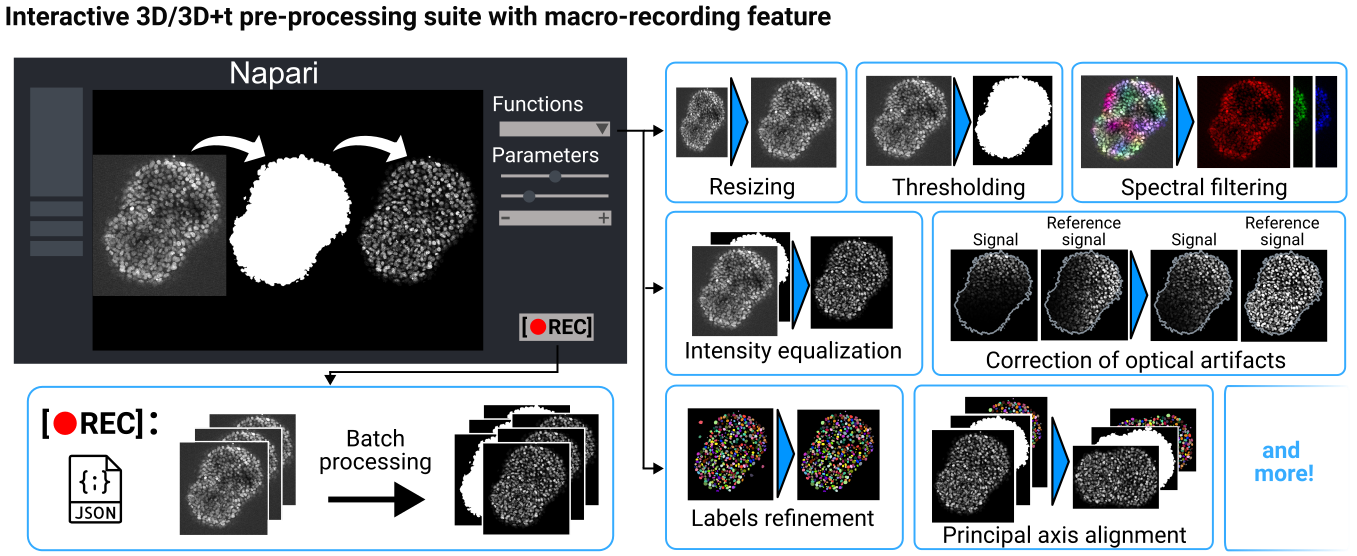 Interactive 3D/3D+t pre-processing suite with macro-recording feature
Napari
Functions
Parameters
− +
[●REC]
[●REC]:
{;}
JSON
Batch
processing
Resizing
Thresholding
Spectral filtering
Intensity equalization
Signal
Reference
signal
Signal
Reference
signal
Correction of optical artifacts
Labels refinement
Principal axis alignment
and
more!